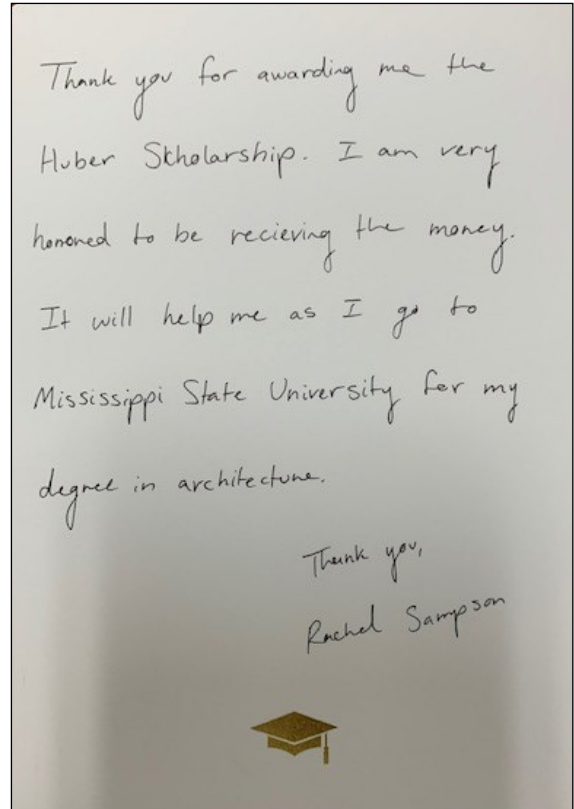 Thank you for awarding me the
Huber Scholarship. I am very
honored to be recieving the money.
It will help me as I go to
Mississippi State University for my
degree in architecture.
Thank you,
Rachel Sampson